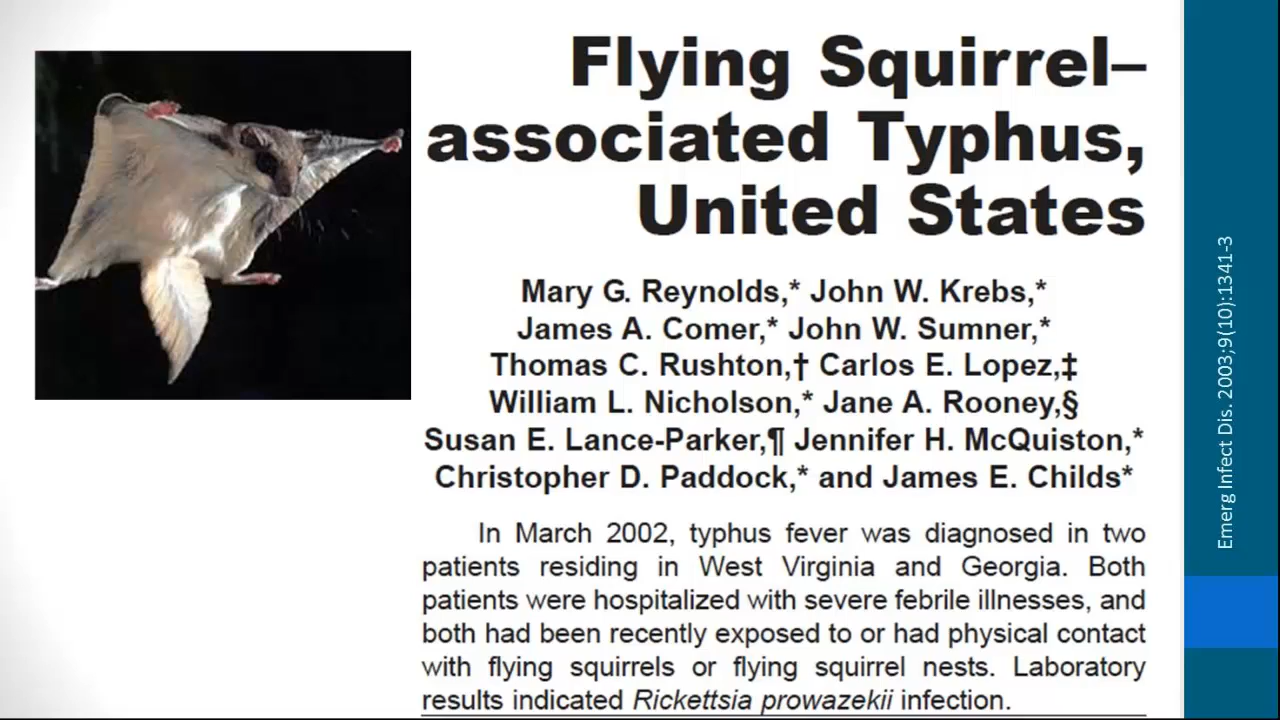 Flying Squirrel–
associated Typhus,
United States
Mary G. Reynolds,* John W. Krebs,*
James A. Comer,* John W. Sumner,*
Thomas C. Rushton,† Carlos E. Lopez,‡
William L. Nicholson,* Jane A. Rooney,§
Susan E. Lance-Parker,¶ Jennifer H. McQuiston,*
Christopher D. Paddock,* and James E. Childs*
In March 2002, typhus fever was diagnosed in two
patients residing in West Virginia and Georgia. Both
patients were hospitalized with severe febrile illnesses, and
both had been recently exposed to or had physical contact
with flying squirrels or flying squirrel nests. Laboratory
results indicated Rickettsia prowazekii infection.
Emerg Infect Dis. 2003;9(10):1341-3